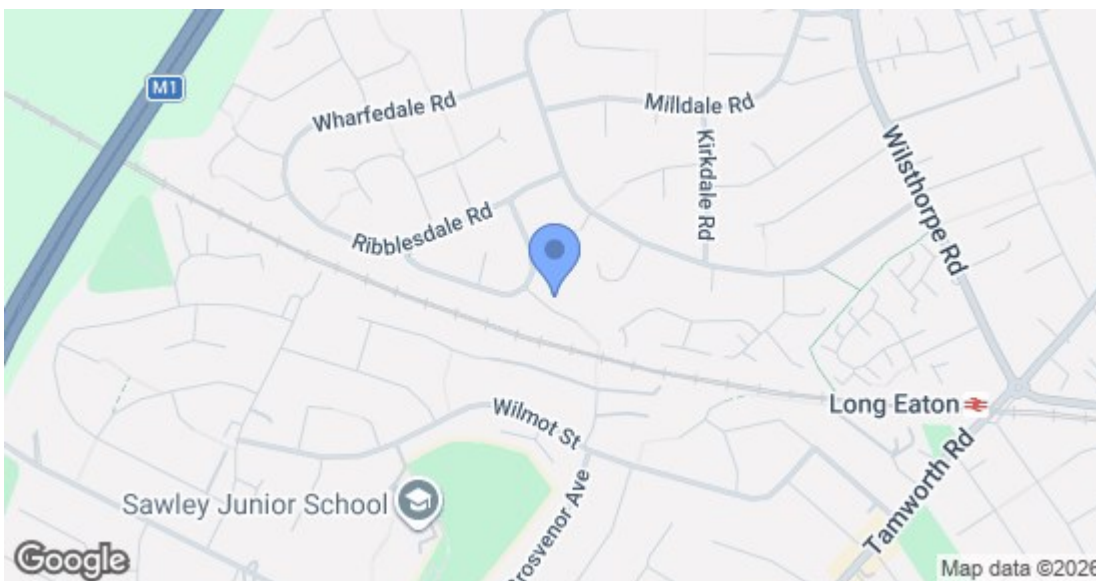 M1
Wharfedale Rd
Milldale Rd
Kirkdale Rd
Wilsthorpe Rd
Ribblesdale Rd
Long Eaton
Wilmot St
Tamworth Rd
Sawley Junior School
Grosvenor Ave
Google
Map data ©2026